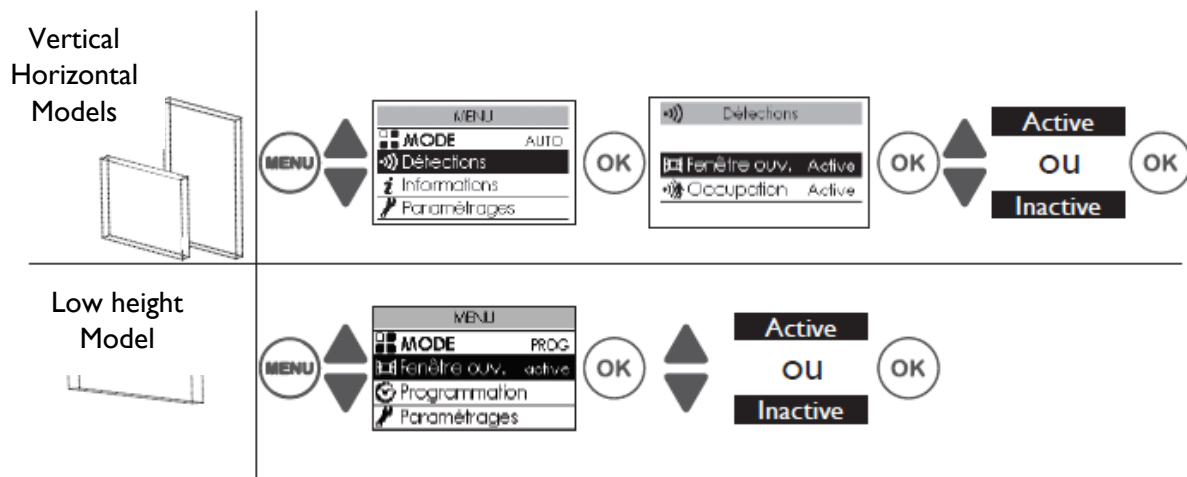 Vertical
Horizontal
Models
MENU
MENU
MODE AUTO
Détections
Informations
Paramétrages
OK
Détections
Fenêtre ouv. Active
Occupation Active
OK
Active
ou
Inactive
OK
Low height
Model
MENU
MENU
MODE PROG
Fenêtre ouv. active
Programmation
Paramétrages
OK
Active
ou
Inactive
OK